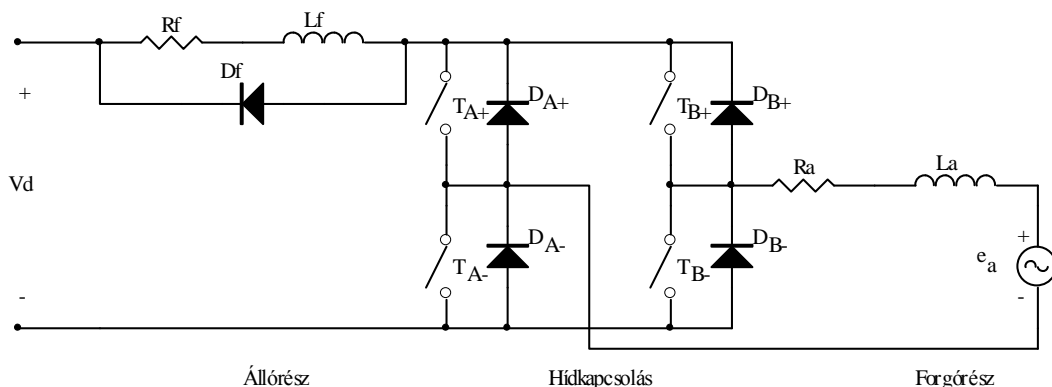 Rf
Lf
Df
+
Vd
-
TA+
DA+
TB+
DB+
TA-
DA-
TB-
DB-
Ra
La
+
ea
-
Állórész
Hídkapcsolás
Forgórész